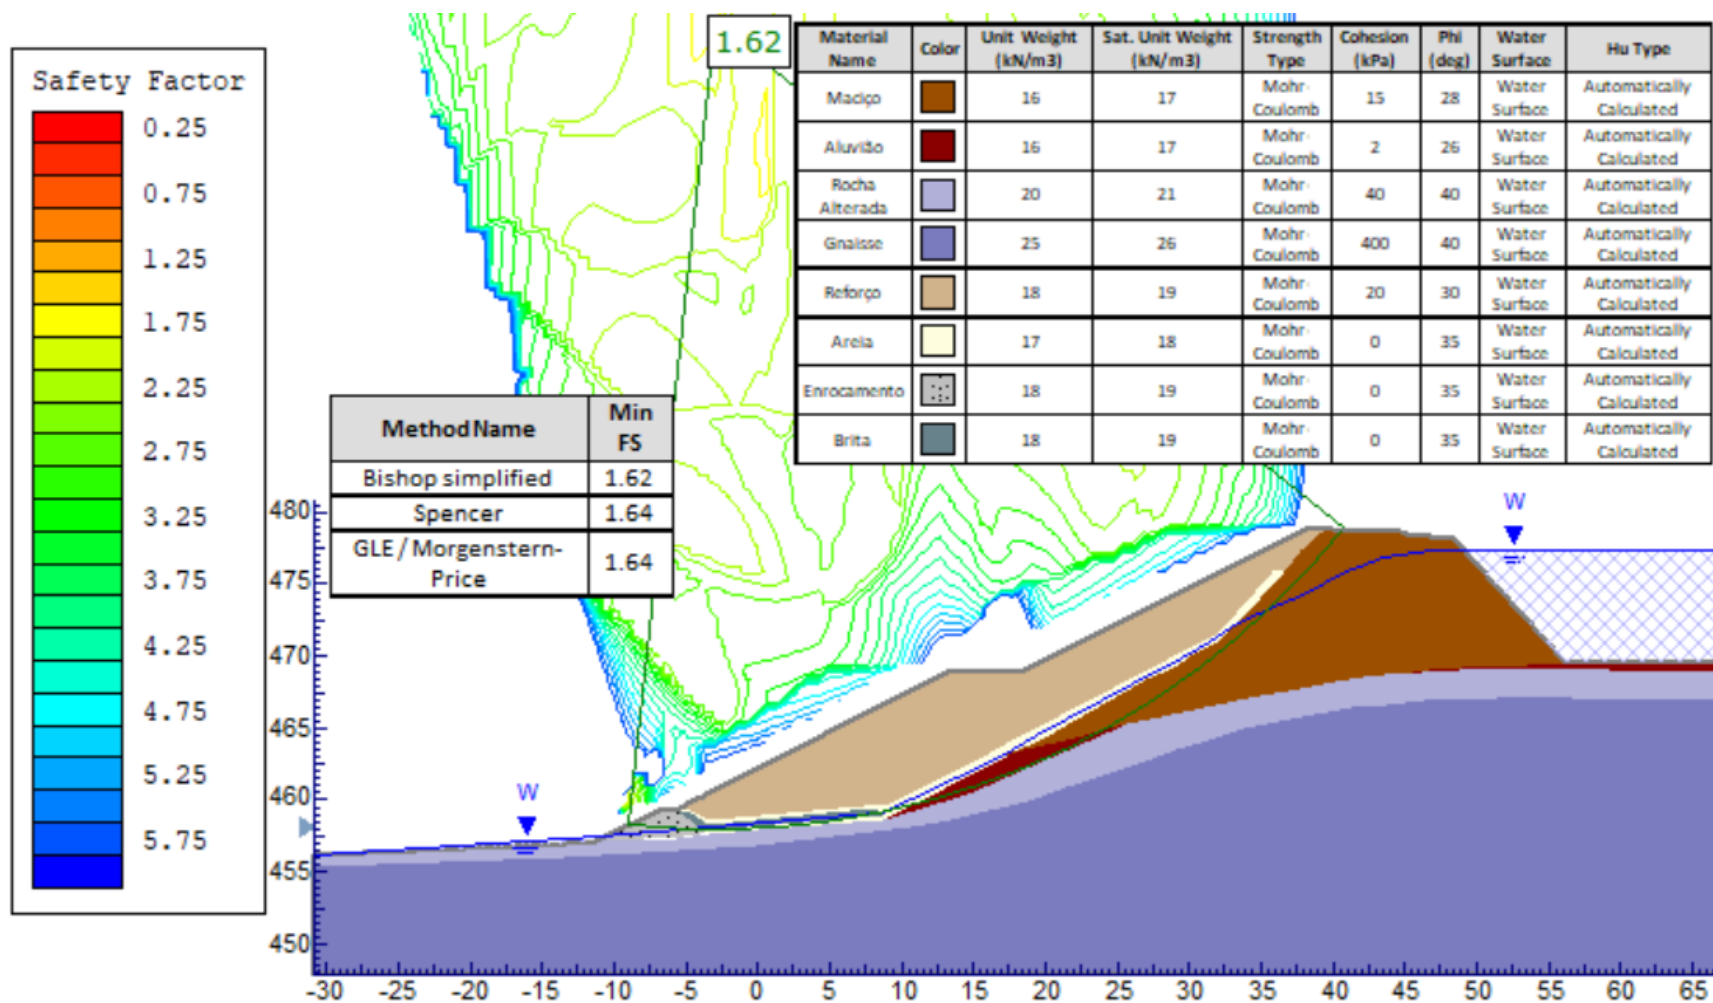 Safety Factor
0.25
0.75
1.25
1.75
2.25
2.75
3.25
3.75
4.25
4.75
5.25
5.75
1.62
Material Name Color Unit Weight (kN/m3) Sat. Unit Weight (kN/m3) Strength Type Cohesion (kPa) Phi (deg) Water Surface Hu Type
Maciço 16 17 Mohr-Coulomb 15 28 Water Surface Automatically Calculated
Aluvião 16 17 Mohr-Coulomb 2 26 Water Surface Automatically Calculated
Rocha Alterada 20 21 Mohr-Coulomb 40 40 Water Surface Automatically Calculated
Gnaisse 25 26 Mohr-Coulomb 400 40 Water Surface Automatically Calculated
Reforço 18 19 Mohr-Coulomb 20 30 Water Surface Automatically Calculated
Areia 17 18 Mohr-Coulomb 0 35 Water Surface Automatically Calculated
Enrocamento 18 19 Mohr-Coulomb 0 35 Water Surface Automatically Calculated
Brita 18 19 Mohr-Coulomb 0 35 Water Surface Automatically Calculated
Method Name Min FS
Bishop simplified 1.62
Spencer 1.64
GLE / Morgenstern-Price 1.64
W
W
480
475
470
465
460
455
450
-30 -25 -20 -15 -10 -5 0 5 10 15 20 25 30 35 40 45 50 55 60 65